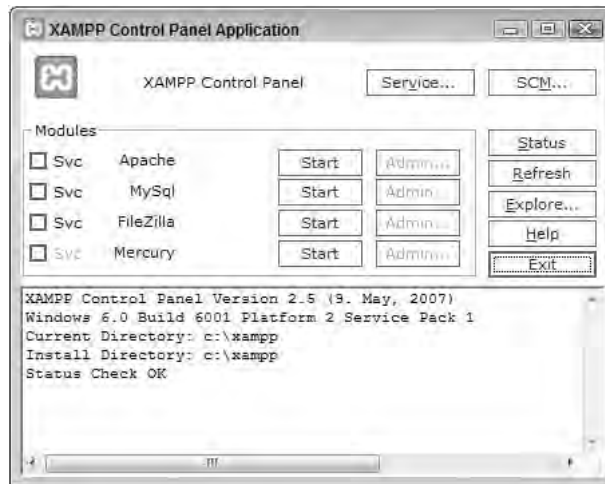 XAMPP Control Panel Application
XAMPP Control Panel Service... SCM...
Modules
Svc Apache Start Admin...
Svc MySql Start Admin...
Svc FileZilla Start Admin...
Svc Mercury Start Admin...
Status
Refresh
Explore...
Help
Exit
XAMPP Control Panel Version 2.5 (9. May, 2007)
Windows 6.0 Build 6001 Platform 2 Service Pack 1
Current Directory: c:\xampp
Install Directory: c:\xampp
Status Check OK